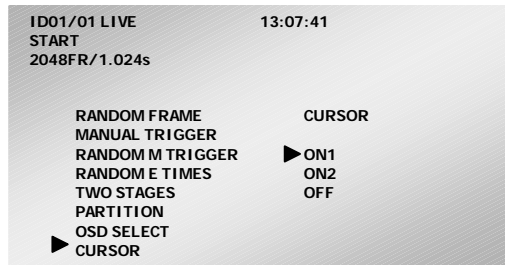 ID01/01 LIVE 13:07:41
START
2048FR/1.024s
RANDOM FRAME CURSOR
MANUAL TRIGGER
RANDOM M TRIGGER ON1
RANDOM E TIMES ON2
TWO STAGES OFF
PARTITION
OSD SELECT
CURSOR